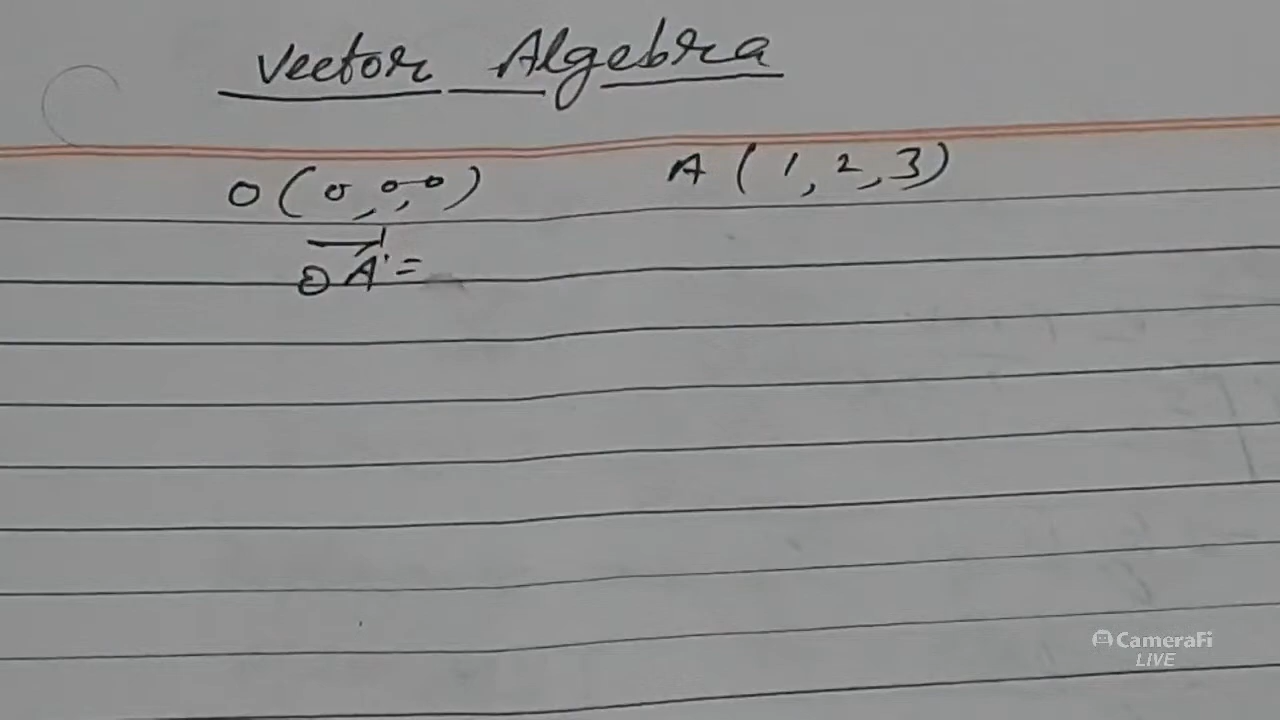 Vector Algebra
O (0,0,0) A (1,2,3)
OA =
CameraFi
LIVE